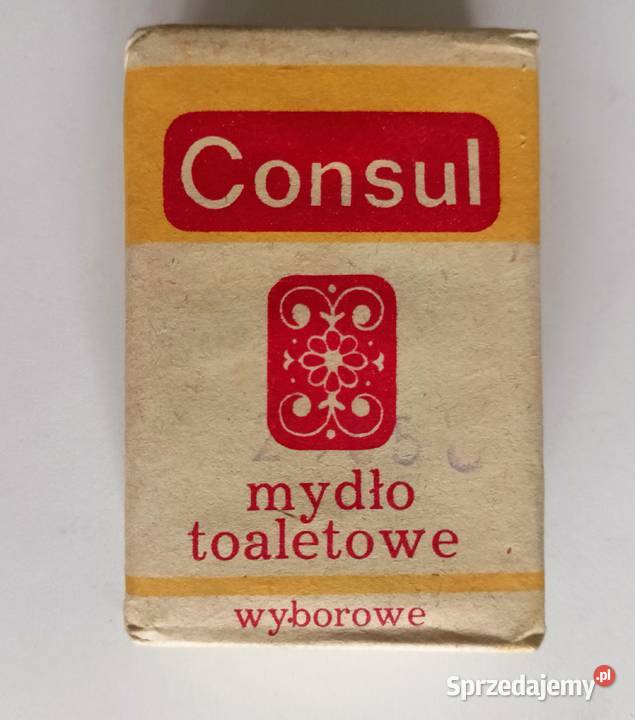 Consul
mydło
toaletowe
wyborowe
Sprzedajemy.pl